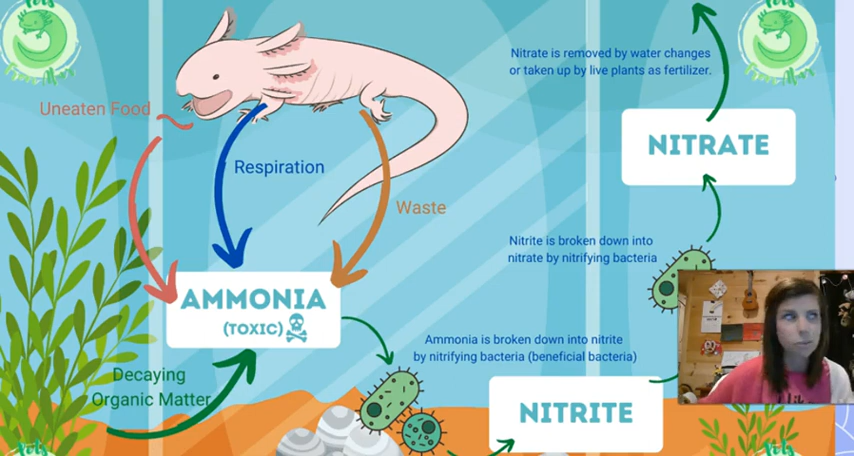 Pets
Nitrate is removed by water changes
or taken up by live plants as fertilizer.
Uneaten Food
NITRATE
Respiration
Waste
Nitrite is broken down into
nitrate by nitrifying bacteria
AMMONIA
(TOXIC)
Ammonia is broken down into nitrite
by nitrifying bacteria (beneficial bacteria)
Decaying
Organic Matter
NITRITE